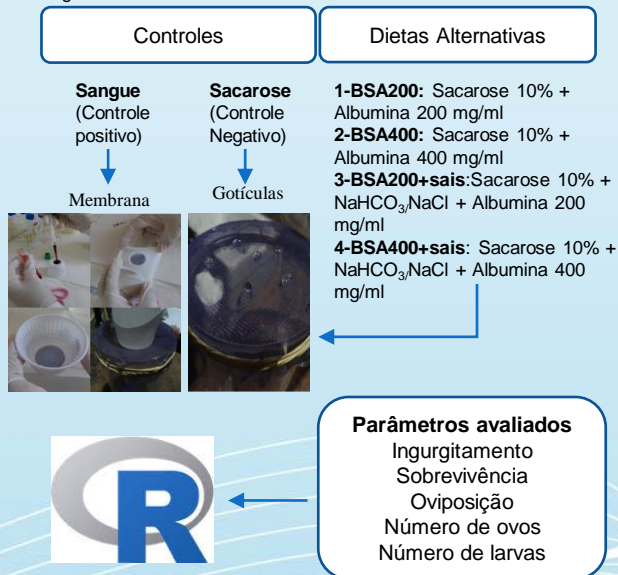 Controles
Dietas Alternativas
Sangue
(Controle
positivo)
Sacarose
(Controle
Negativo)
Membrana
Gotículas
1-BSA200: Sacarose 10% +
Albumina 200 mg/ml
2-BSA400: Sacarose 10% +
Albumina 400 mg/ml
3-BSA200+sais:Sacarose 10% +
NaHCO₃/NaCl + Albumina 200
mg/ml
4-BSA400+sais: Sacarose 10% +
NaHCO₃/NaCl + Albumina 400
mg/ml
Parâmetros avaliados
Ingurgitamento
Sobrevivência
Oviposição
Número de ovos
Número de larvas
R